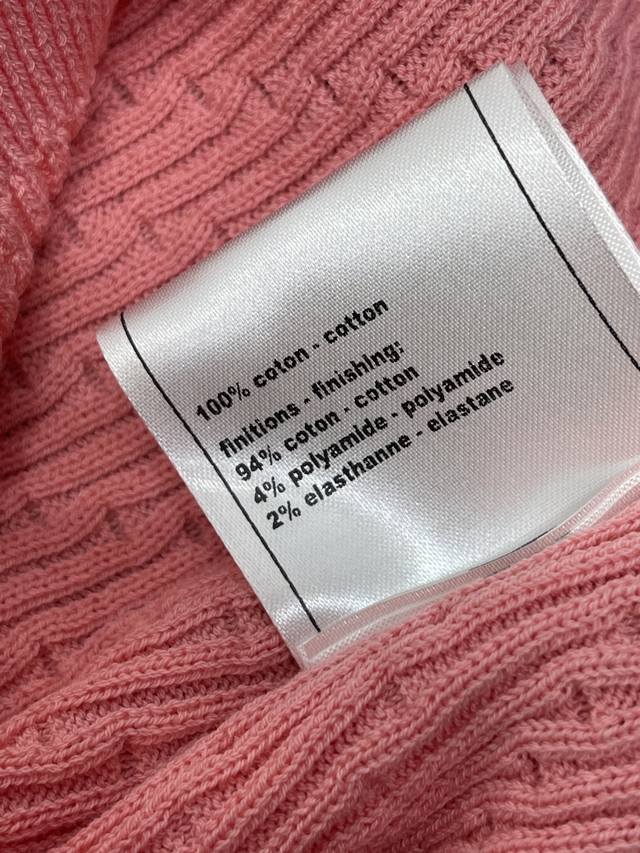 100% coton - cotton
finitions - finishing:
94% coton - cotton
4% polyamide - polyamide
2% elasthanne - elastane